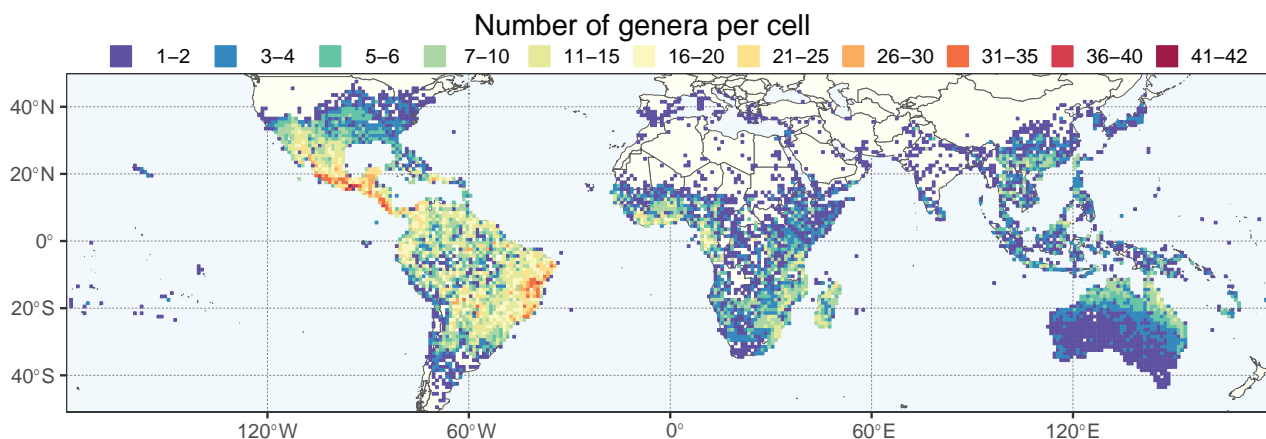 Number of genera per cell
1–2 3–4 5–6 7–10 11–15 16–20 21–25 26–30 31–35 36–40 41–42
40°N
20°N
0°
20°S
40°S
120°W 60°W 0° 60°E 120°E